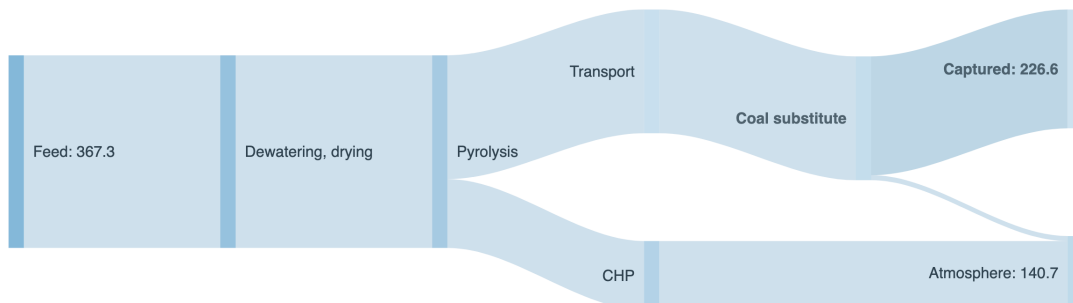 Transport
Captured: 226.6
Coal substitute
Feed: 367.3
Dewatering, drying
Pyrolysis
CHP
Atmosphere: 140.7